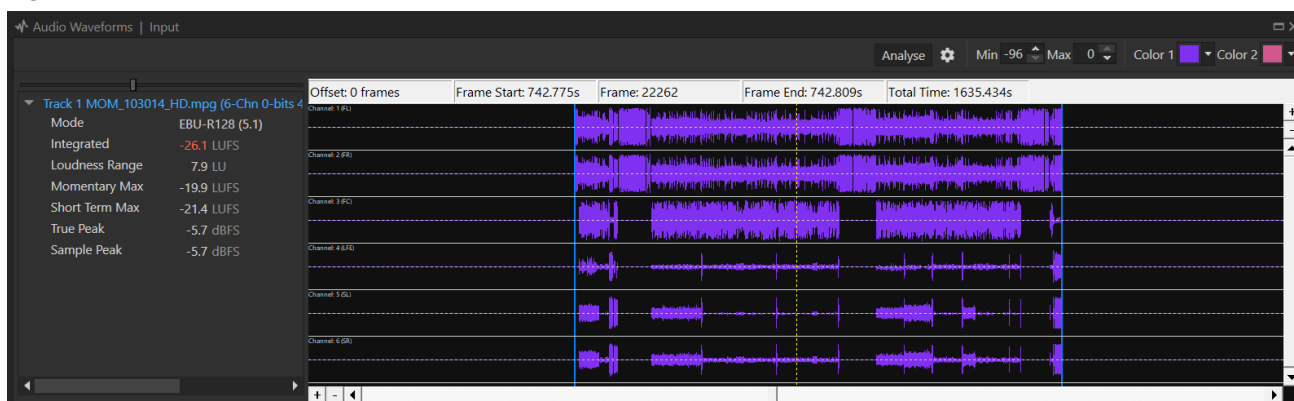 Audio Waveforms | Input
Analyse Min -96 Max 0 Color 1 Color 2
Offset: 0 frames Frame Start: 742.775s Frame: 22262 Frame End: 742.809s Total Time: 1635.434s
Track 1 MOM_103014_HD.mpg (6-Chn 0-bits 4
Mode EBU-R128 (5.1)
Integrated -26.1 LUFS
Loudness Range 7.9 LU
Momentary Max -19.9 LUFS
Short Term Max -21.4 LUFS
True Peak -5.7 dBFS
Sample Peak -5.7 dBFS
Channel: 1 (FL)
Channel: 2 (FR)
Channel: 3 (FC)
Channel: 4 (LFE)
Channel: 5 (SL)
Channel: 6 (SR)